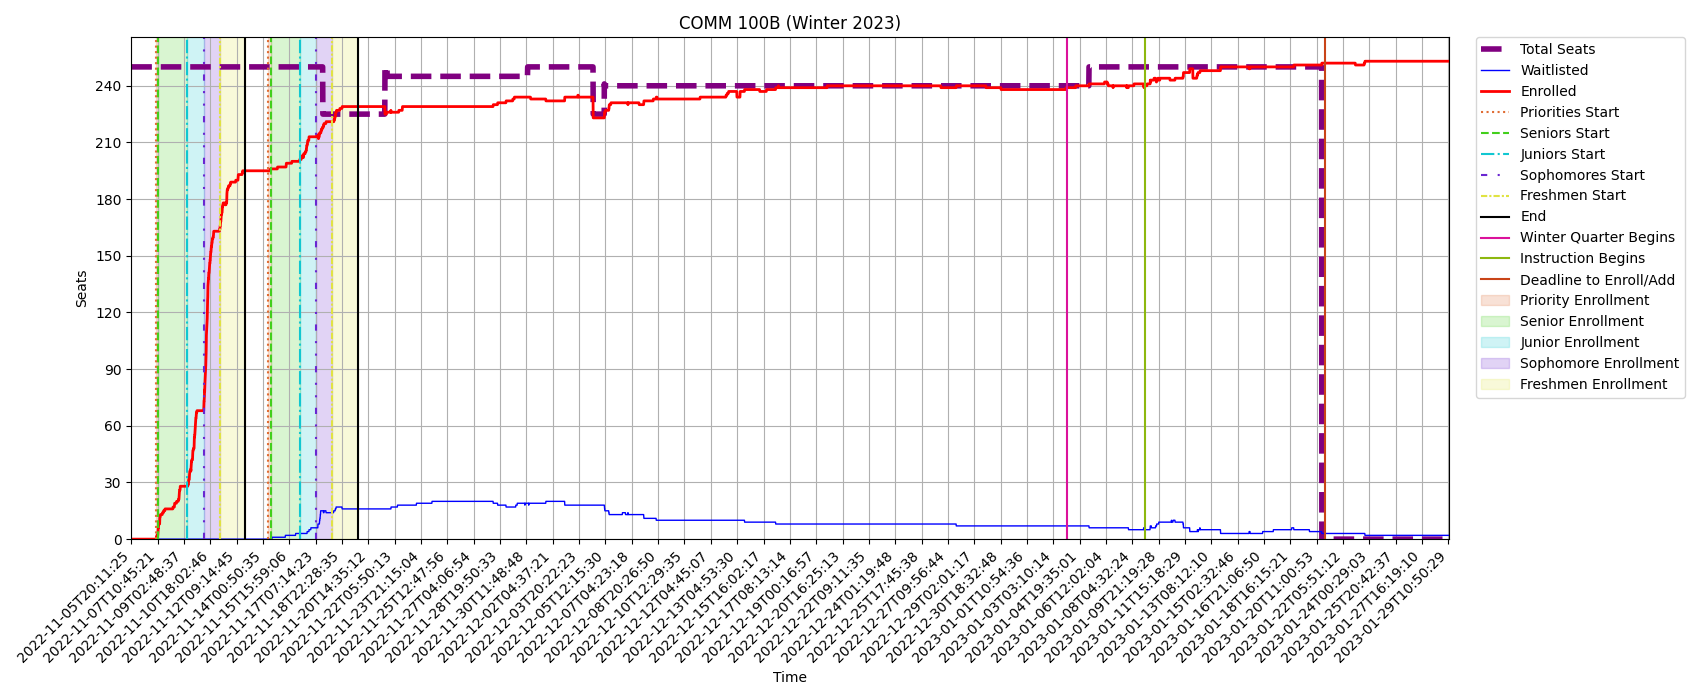 COMM 100B (Winter 2023)
Seats
240
210
180
150
120
90
60
30
0
2022-11-05T20:11:25
2022-11-07T10:45:21
2022-11-09T02:48:37
2022-11-10T18:02:46
2022-11-12T09:14:45
2022-11-14T00:50:35
2022-11-15T15:59:06
2022-11-17T07:14:23
2022-11-18T22:28:35
2022-11-20T14:35:12
2022-11-22T05:50:13
2022-11-23T21:15:04
2022-11-25T12:47:56
2022-11-27T04:06:54
2022-11-28T19:50:33
2022-11-30T11:48:48
2022-12-02T04:37:21
2022-12-03T20:22:23
2022-12-05T12:15:30
2022-12-07T04:23:18
2022-12-08T20:26:50
2022-12-10T12:29:35
2022-12-12T04:45:07
2022-12-13T04:53:30
2022-12-15T16:02:17
2022-12-17T08:13:14
2022-12-19T00:16:57
2022-12-20T16:25:13
2022-12-22T09:11:35
2022-12-24T01:19:48
2022-12-25T17:45:38
2022-12-27T09:56:44
2022-12-29T02:01:17
2022-12-30T18:32:48
2023-01-01T10:54:36
2023-01-03T03:10:14
2023-01-04T19:35:01
2023-01-06T12:02:04
2023-01-08T04:32:24
2023-01-09T21:19:28
2023-01-11T15:18:29
2023-01-13T08:12:10
2023-01-15T02:32:46
2023-01-16T21:06:50
2023-01-18T16:15:21
2023-01-20T11:00:53
2023-01-22T05:51:12
2023-01-24T00:29:03
2023-01-25T20:42:37
2023-01-27T16:19:10
2023-01-29T10:50:29
Time
Total Seats
Waitlisted
Enrolled
Priorities Start
Seniors Start
Juniors Start
Sophomores Start
Freshmen Start
End
Winter Quarter Begins
Instruction Begins
Deadline to Enroll/Add
Priority Enrollment
Senior Enrollment
Junior Enrollment
Sophomore Enrollment
Freshmen Enrollment